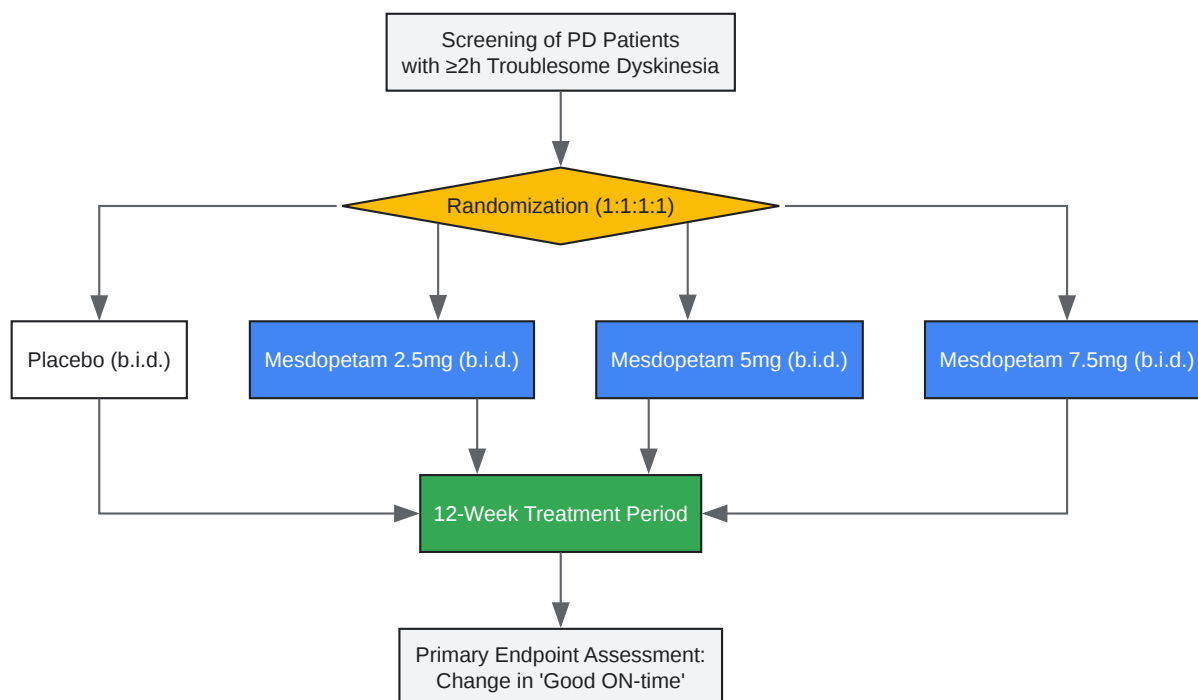 Screening of PD Patients
with ≥2h Troublesome Dyskinesia
Randomization (1:1:1:1)
Placebo (b.i.d.)
Mesdopetam 2.5mg (b.i.d.)
Mesdopetam 5mg (b.i.d.)
Mesdopetam 7.5mg (b.i.d.)
12-Week Treatment Period
Primary Endpoint Assessment:
Change in 'Good ON-time'